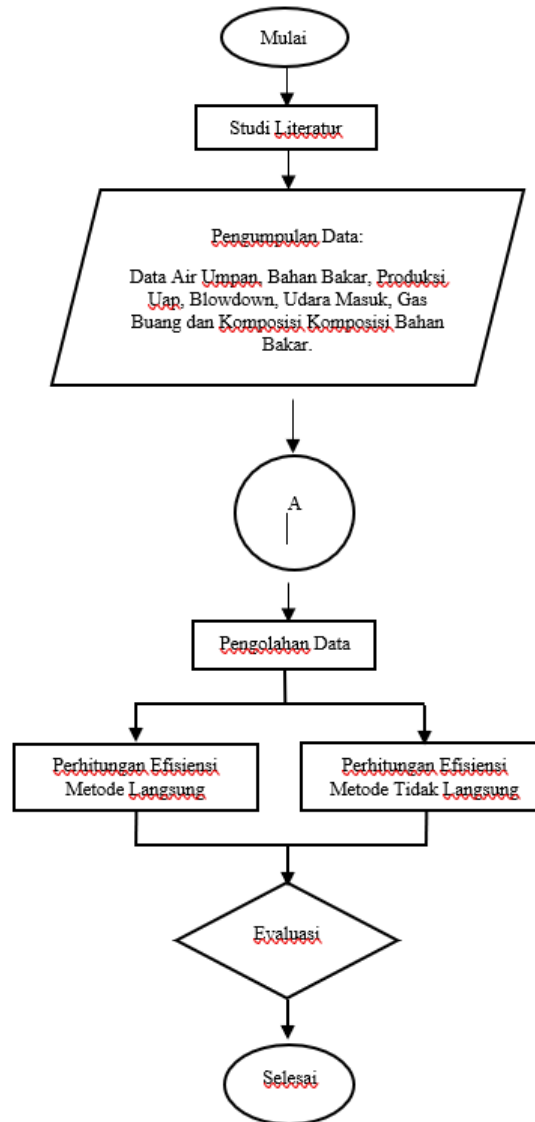 Mulai
Studi Literatur
Pengumpulan Data:
Data Air Umpan, Bahan Bakar, Produksi
Uap, Blowdown, Udara Masuk, Gas
Buang dan Komposisi Komposisi Bahan
Bakar.
A
Pengolahan Data
Perhitungan Efisiensi
Metode Langsung
Perhitungan Efisiensi
Metode Tidak Langsung
Evaluasi
Selesai